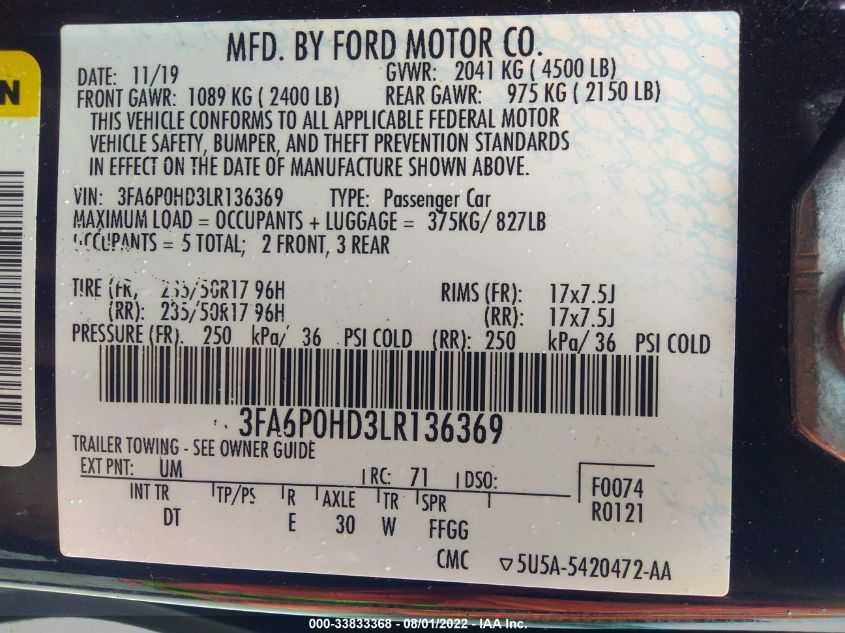 MFD. BY FORD MOTOR CO.
DATE: 11/19 GVWR: 2041 KG ( 4500 LB)
FRONT GAWR: 1089 KG ( 2400 LB) REAR GAWR: 975 KG ( 2150 LB)
THIS VEHICLE CONFORMS TO ALL APPLICABLE FEDERAL MOTOR
VEHICLE SAFETY, BUMPER, AND THEFT PREVENTION STANDARDS
IN EFFECT ON THE DATE OF MANUFACTURE SHOWN ABOVE.
VIN: 3FA6P0HD3LR136369 TYPE: Passenger Car
MAXIMUM LOAD = OCCUPANTS + LUGGAGE = 375KG/ 827LB
OCCUPANTS = 5 TOTAL; 2 FRONT, 3 REAR
TIRE (FR) 235/50R17 96H RIMS (FR): 17x7.5J
(RR): 235/50R17 96H (RR): 17x7.5J
PRESSURE (FR). 250 kPa/ 36 PSI COLD (RR): 250 kPa/ 36 PSI COLD
3FA6P0HD3LR136369
TRAILER TOWING - SEE OWNER GUIDE
EXT PNT: UM RC: 71 DSO:
F0074
R0121
INT TR TP/PS R AXLE TR SPR
DT E 30 W FFGG
CMC ▽5U5A-5420472-AA
N
000-33833368 - 08/01/2022 - IAA Inc.